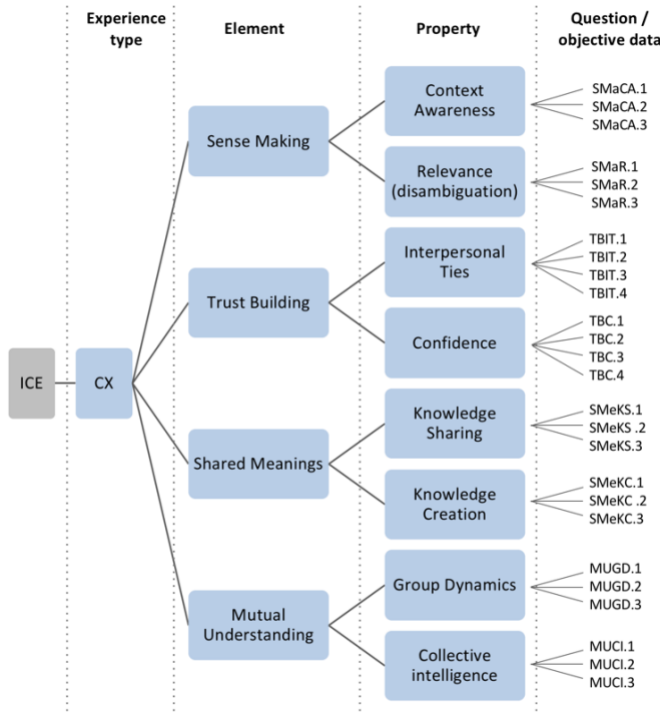 Experience
type
Element
Property
Question /
objective data
ICE
CX
Sense Making
Context
Awareness
SMaCA.1
SMaCA.2
SMaCA.3
Relevance
(disambiguation)
SMaR.1
SMaR.2
SMaR.3
Trust Building
Interpersonal
Ties
TBIT.1
TBIT.2
TBIT.3
TBIT.4
Confidence
TBC.1
TBC.2
TBC.3
TBC.4
Shared Meanings
Knowledge
Sharing
SMeKS.1
SMeKS .2
SMeKS.3
Knowledge
Creation
SMeKC.1
SMeKC .2
SMeKC.3
Mutual
Understanding
Group Dynamics
MUGD.1
MUGD.2
MUGD.3
Collective
intelligence
MUCI.1
MUCI.2
MUCI.3